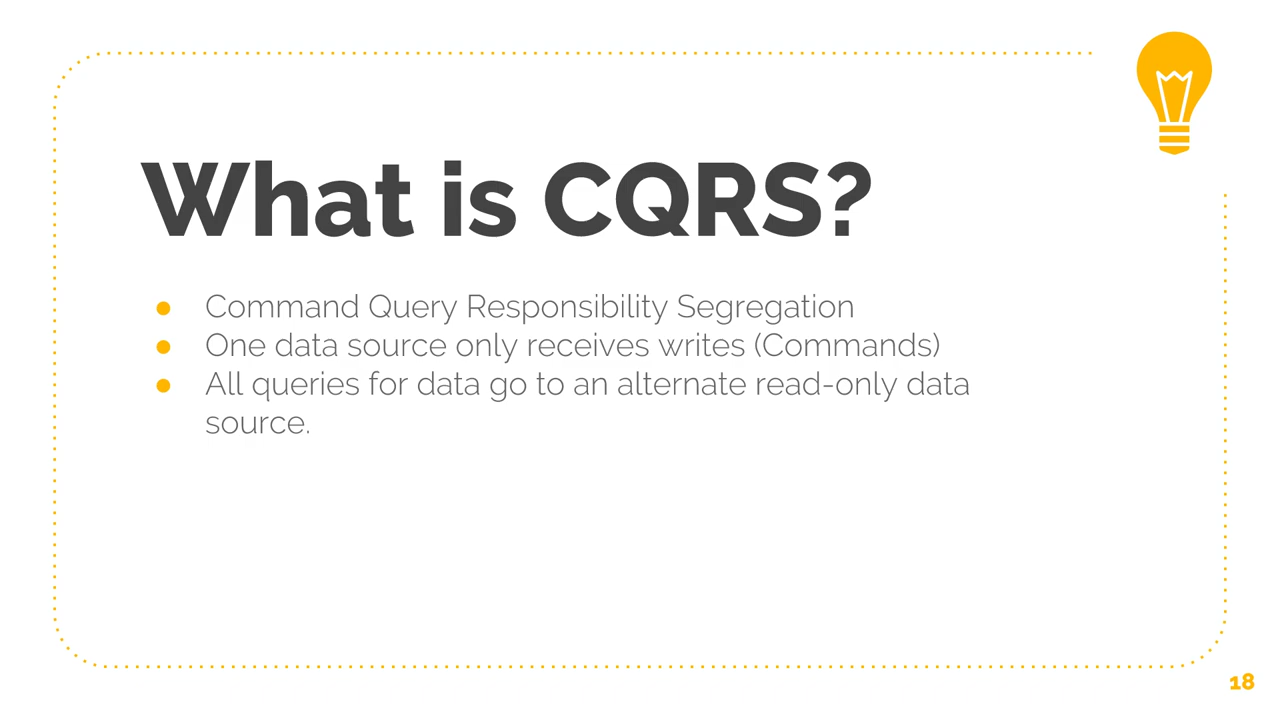 What is CQRS?
● Command Query Responsibility Segregation
● One data source only receives writes (Commands)
● All queries for data go to an alternate read-only data
source.
18